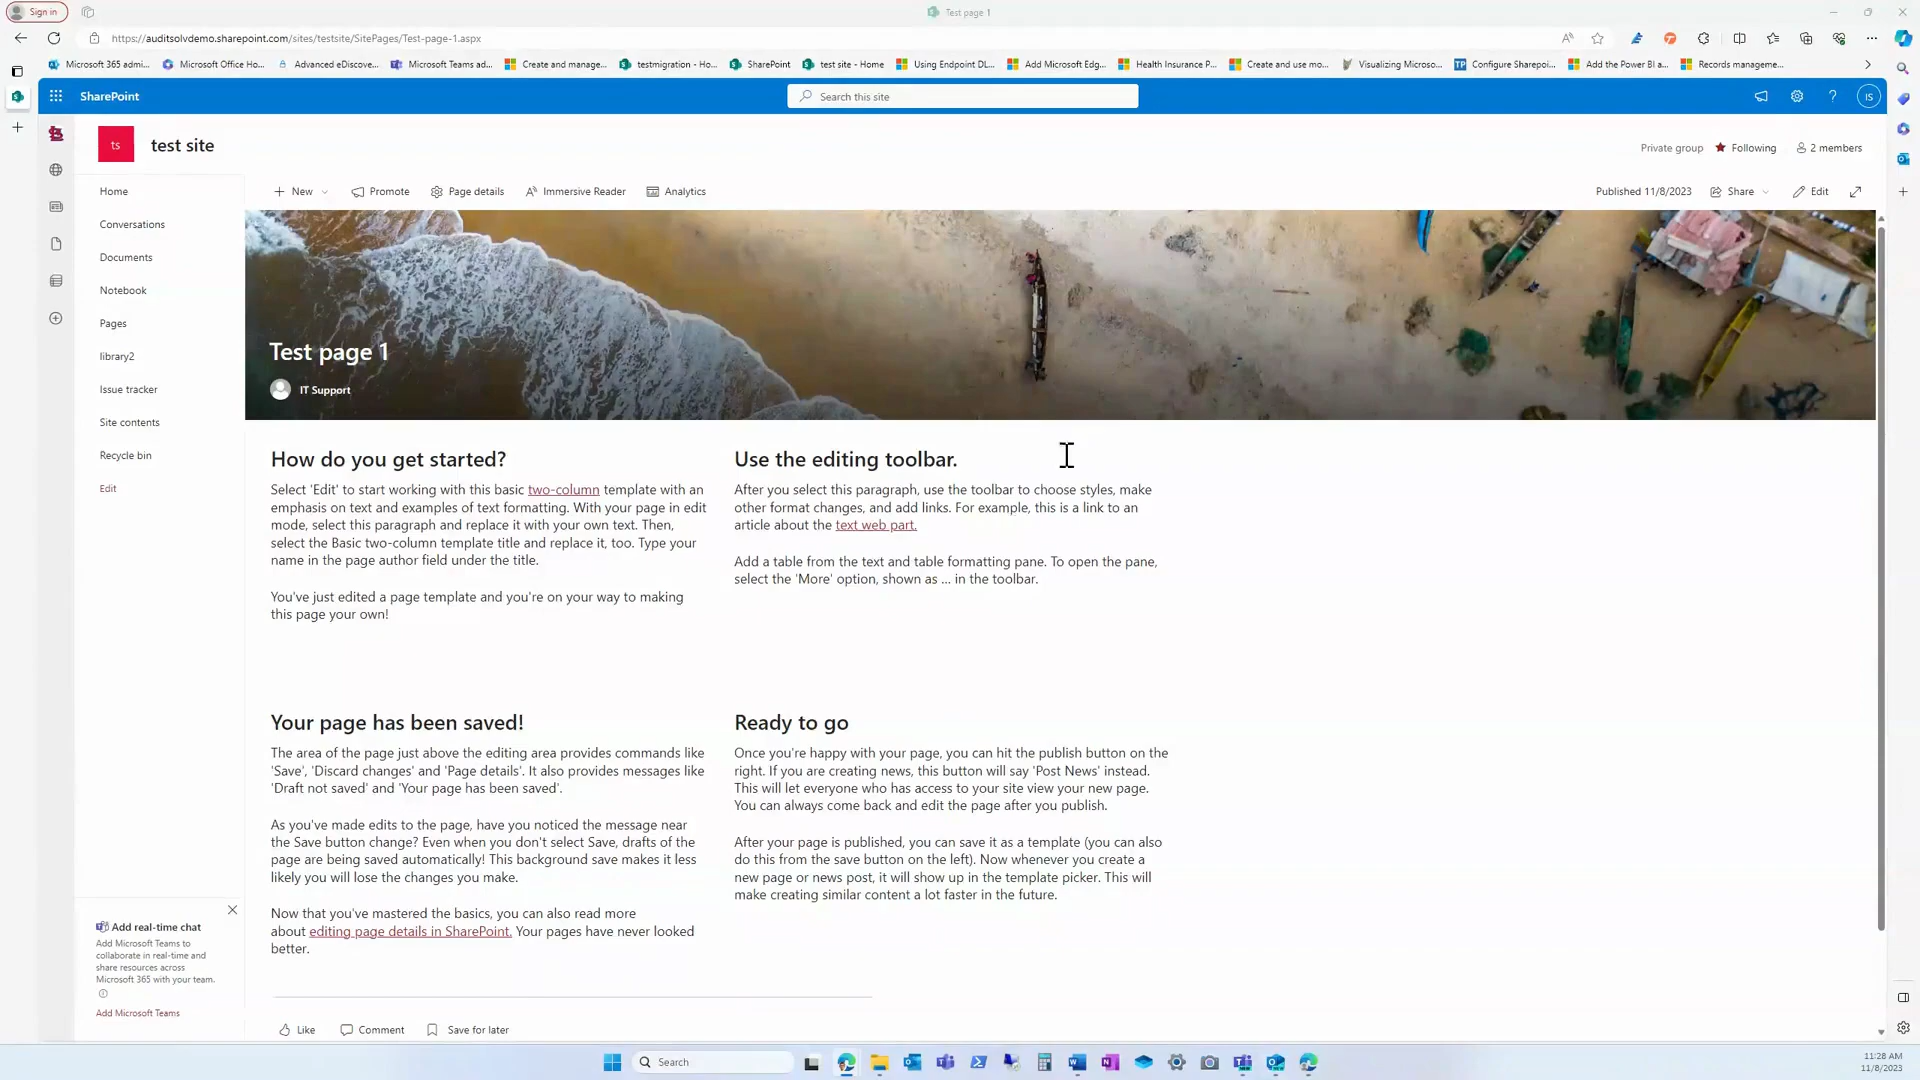 Sign in
Test page 1
https://auditsolvdemo.sharepoint.com/sites/testsite/SitePages/Test-page-1.aspx
Microsoft 365 admi...
Microsoft Office Ho...
Advanced eDiscove...
Microsoft Teams ad...
Create and manage...
testmigration - Ho...
SharePoint
test site - Home
Using Endpoint DL...
Add Microsoft Edg...
Health Insurance P...
Create and use mo...
Visualizing Microso...
TP Configure Sharepoi...
Add the Power BI a...
Records manageme...
SharePoint
Search this site
IS
ts
test site
Private group
Following
2 members
Home
Conversations
Documents
Notebook
Pages
library2
Issue tracker
Site contents
Recycle bin
Edit
New
Promote
Page details
Immersive Reader
Analytics
Published 11/8/2023
Share
Edit
Test page 1
IT Support
How do you get started?
Select 'Edit' to start working with this basic two-column template with an
emphasis on text and examples of text formatting. With your page in edit
mode, select this paragraph and replace it with your own text. Then,
select the Basic two-column template title and replace it, too. Type your
name in the page author field under the title.
You've just edited a page template and you're on your way to making
this page your own!
Use the editing toolbar.
After you select this paragraph, use the toolbar to choose styles, make
other format changes, and add links. For example, this is a link to an
article about the text web part.
Add a table from the text and table formatting pane. To open the pane,
select the 'More' option, shown as ... in the toolbar.
Your page has been saved!
The area of the page just above the editing area provides commands like
'Save', 'Discard changes' and 'Page details'. It also provides messages like
'Draft not saved' and 'Your page has been saved'.
As you've made edits to the page, have you noticed the message near
the Save button change? Even when you don't select Save, drafts of the
page are being saved automatically! This background save makes it less
likely you will lose the changes you make.
Now that you've mastered the basics, you can also read more
about editing page details in SharePoint. Your pages have never looked
better.
Ready to go
Once you're happy with your page, you can hit the publish button on the
right. If you are creating news, this button will say 'Post News' instead.
This will let everyone who has access to your site view your new page.
You can always come back and edit the page after you publish.
After your page is published, you can save it as a template (you can also
do this from the save button on the left). Now whenever you create a
new page or news post, it will show up in the template picker. This will
make creating similar content a lot faster in the future.
Add real-time chat
Add Microsoft Teams to
collaborate in real-time and
share resources across
Microsoft 365 with your team.
Add Microsoft Teams
Like
Comment
Save for later
Search
11:28 AM
11/8/2023